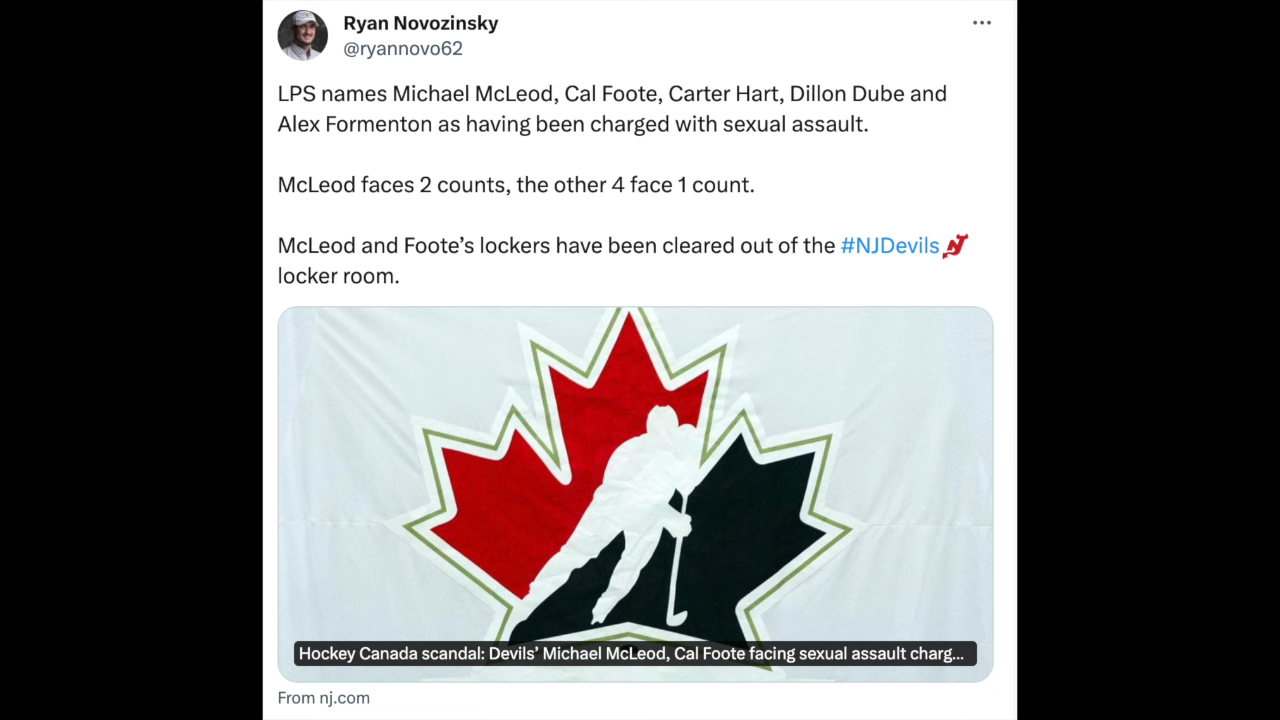 Ryan Novozinsky
@ryannovo62
LPS names Michael McLeod, Cal Foote, Carter Hart, Dillon Dube and
Alex Formenton as having been charged with sexual assault.
McLeod faces 2 counts, the other 4 face 1 count.
McLeod and Foote’s lockers have been cleared out of the #NJDevils
locker room.
Hockey Canada scandal: Devils’ Michael McLeod, Cal Foote facing sexual assault charg...
From nj.com